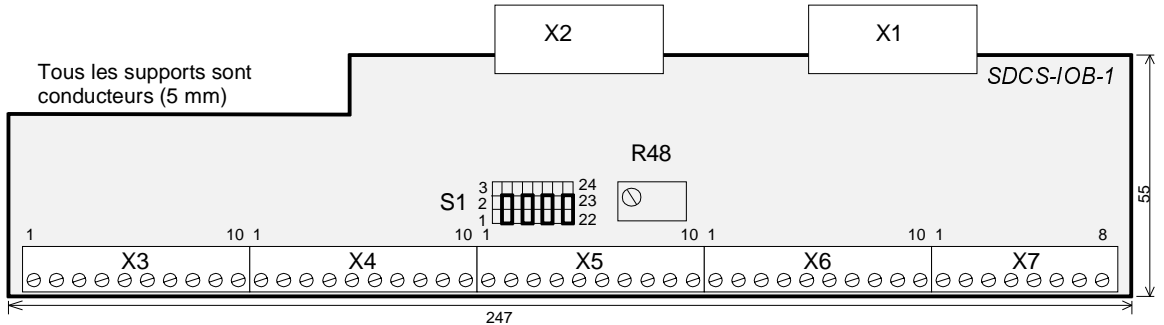 X2
X1
Tous les supports sont
conducteurs (5 mm)
SDCS-IOB-1
R48
S1
3
2
1
24
23
22
55
1 10 1 10 1 10 1 10 1 8
X3 X4 X5 X6 X7
247